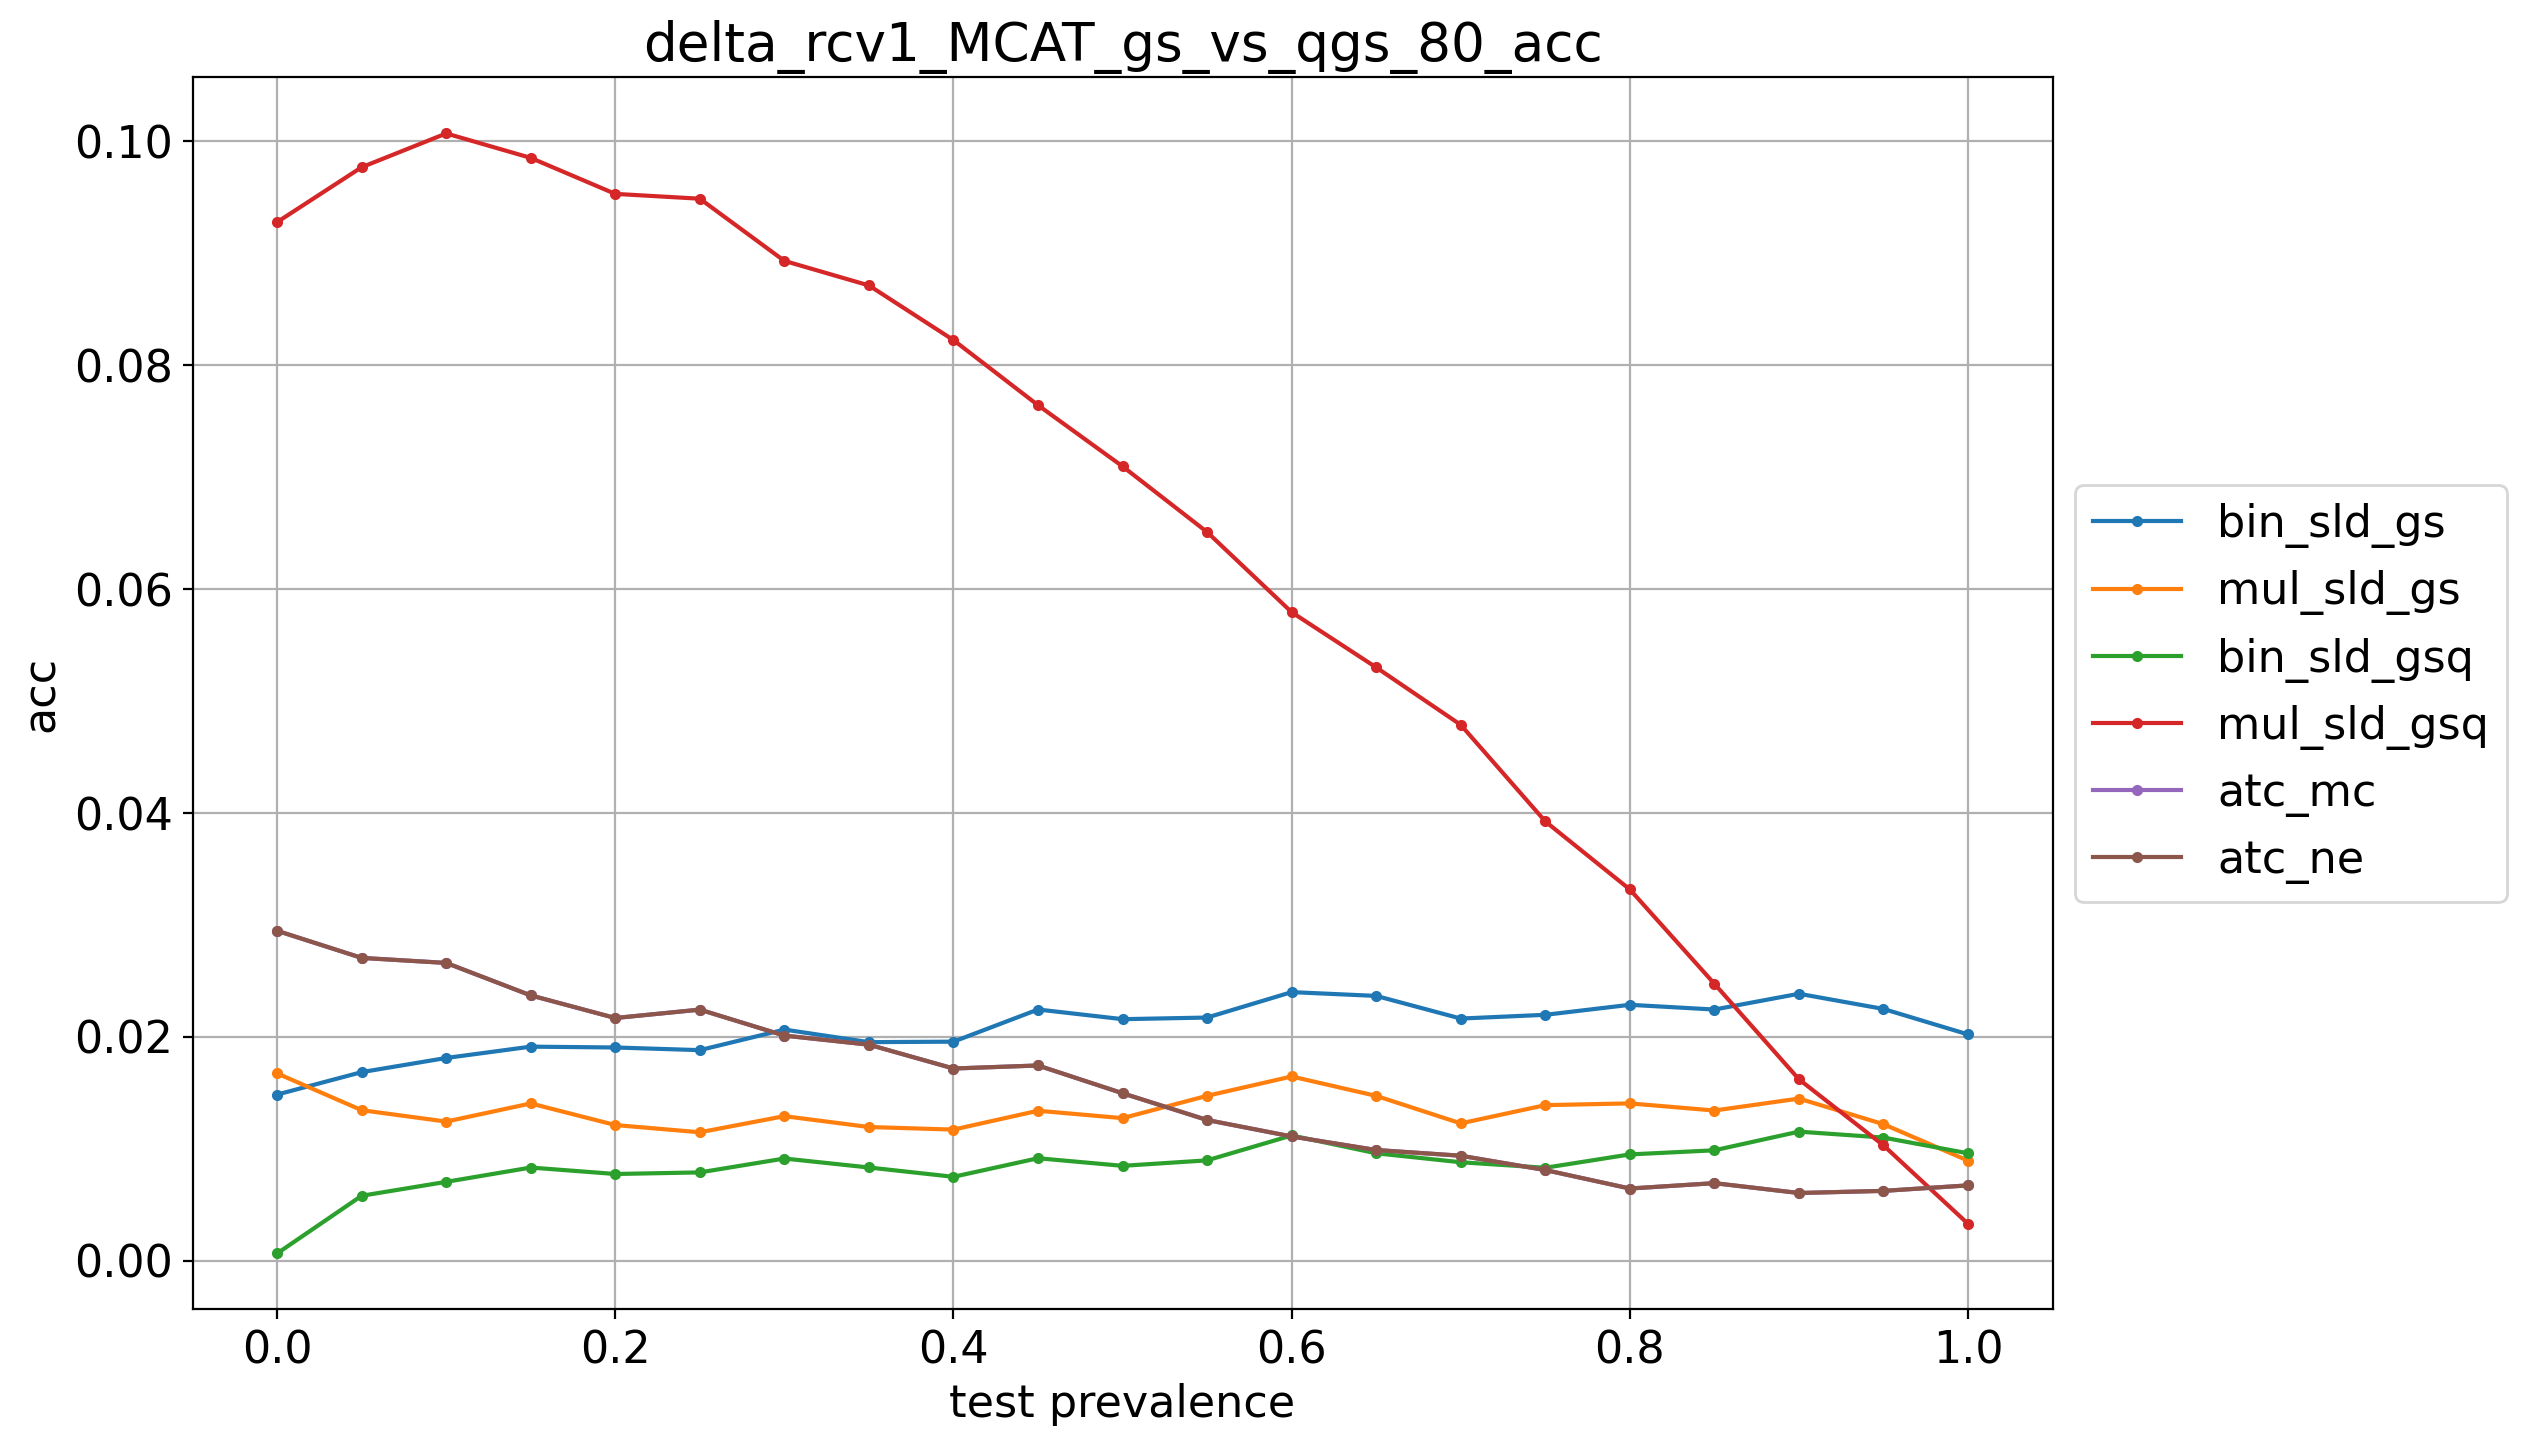 delta_rcv1_MCAT_gs_vs_qgs_80_acc
0.10
0.08
0.06
0.04
0.02
0.00
acc
0.0 0.2 0.4 0.6 0.8 1.0
test prevalence
bin_sld_gs
mul_sld_gs
bin_sld_gsq
mul_sld_gsq
atc_mc
atc_ne